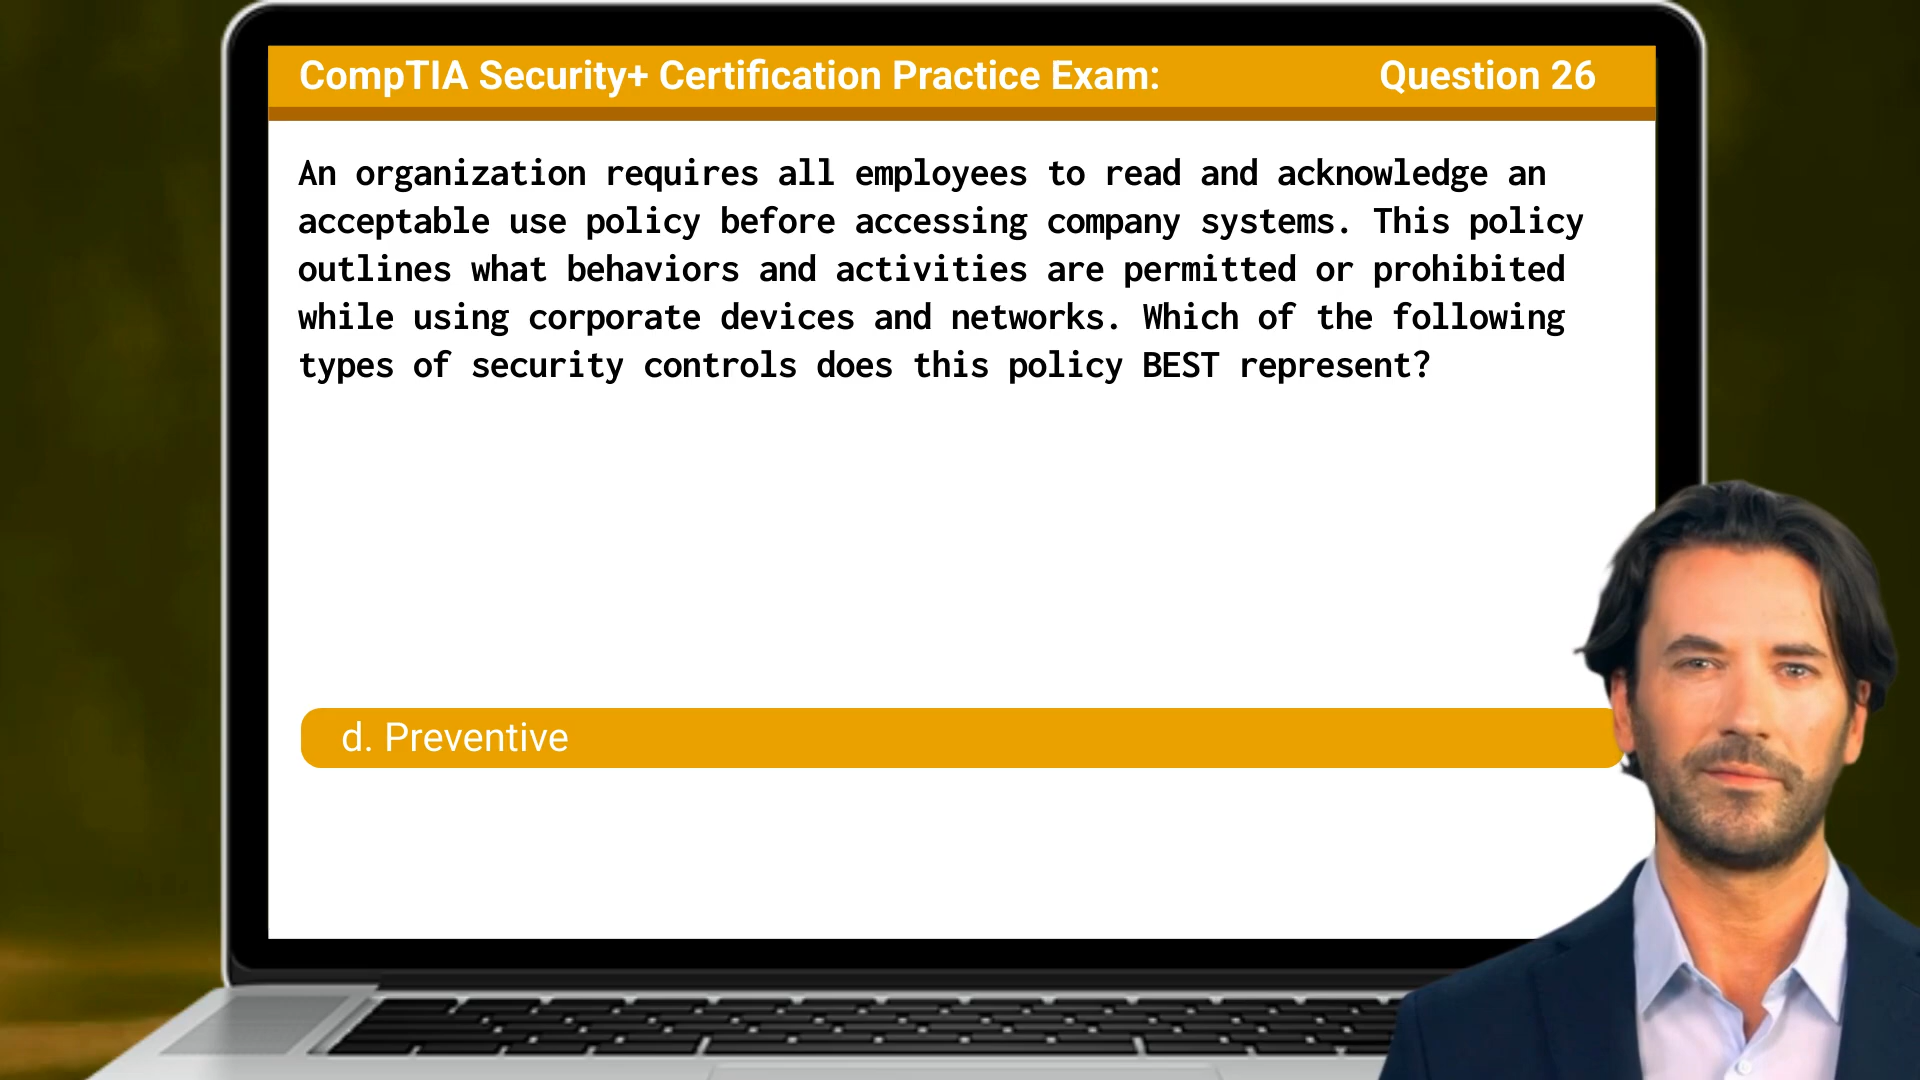 CompTIA Security+ Certification Practice Exam: Question 26
An organization requires all employees to read and acknowledge an
acceptable use policy before accessing company systems. This policy
outlines what behaviors and activities are permitted or prohibited
while using corporate devices and networks. Which of the following
types of security controls does this policy BEST represent?
d. Preventive